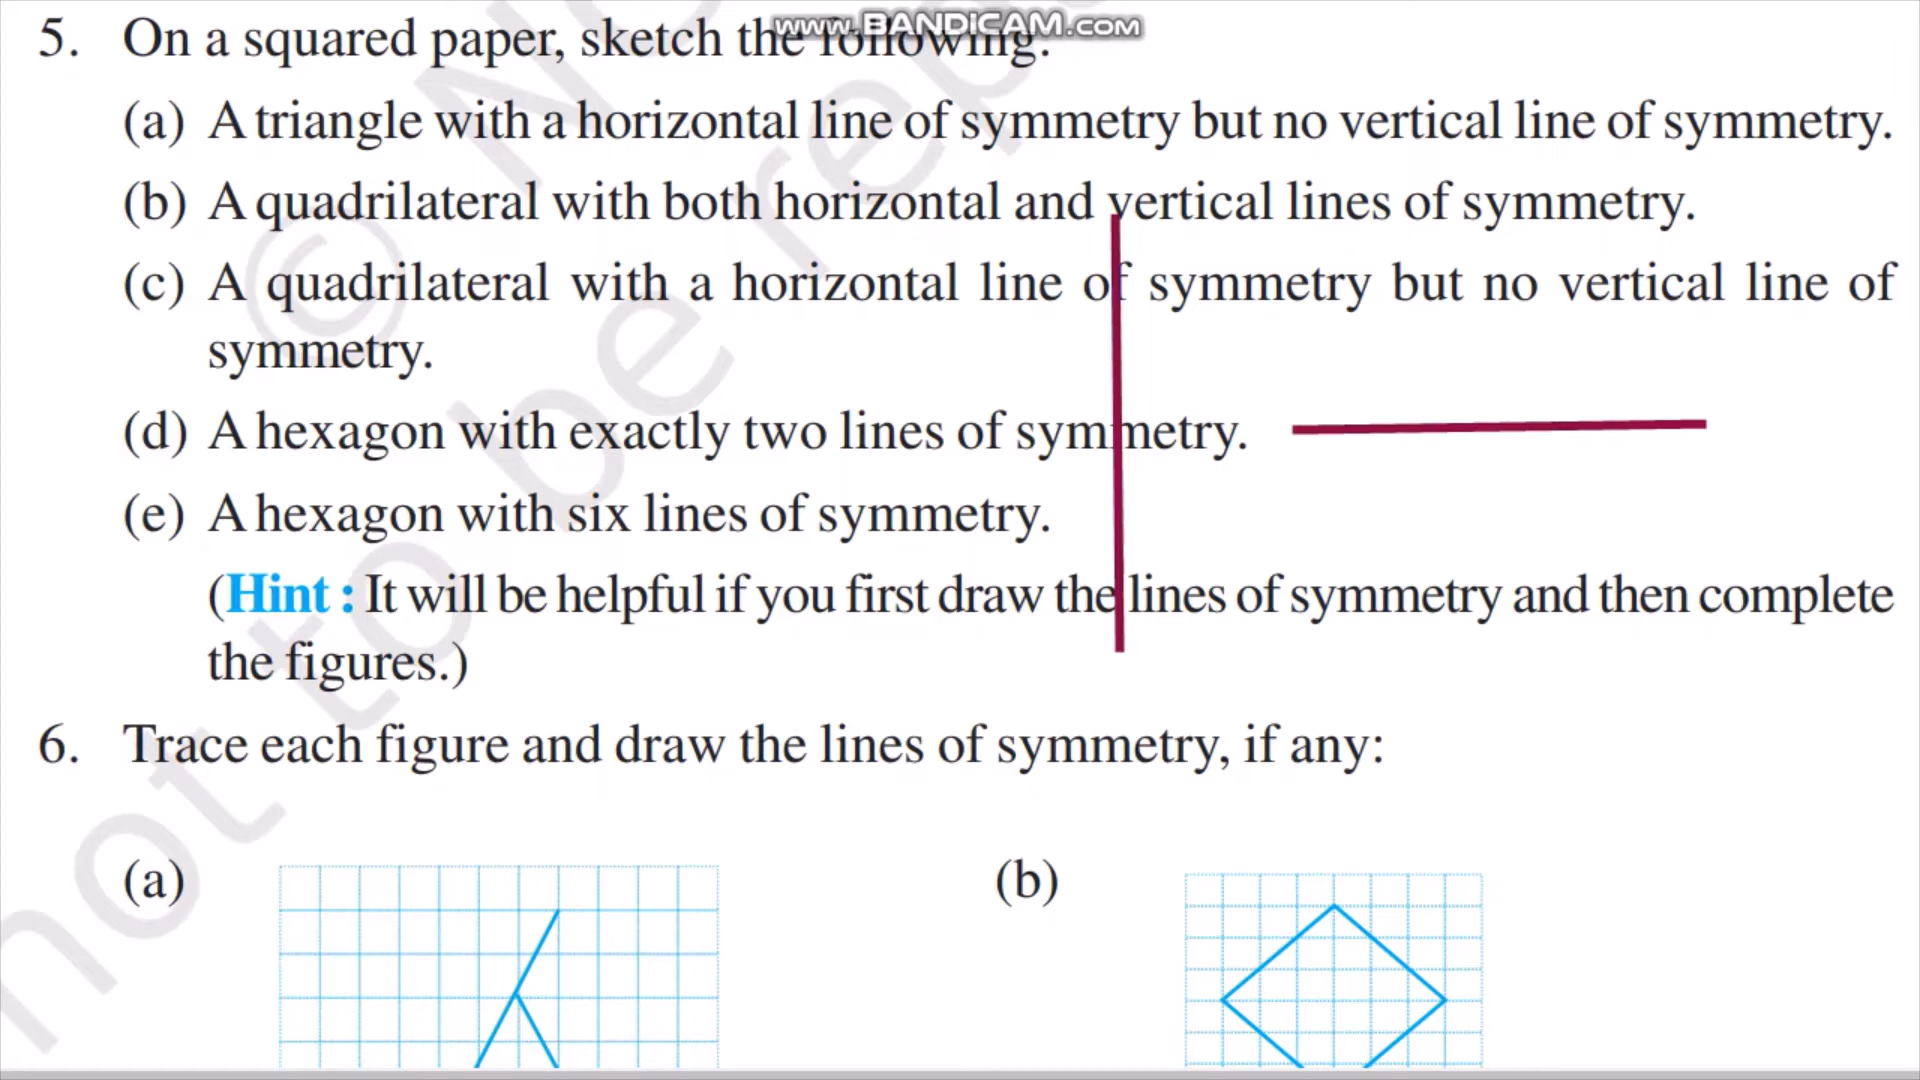 www.BANDICAM.com
5. On a squared paper, sketch the following:
(a) A triangle with a horizontal line of symmetry but no vertical line of symmetry.
(b) A quadrilateral with both horizontal and vertical lines of symmetry.
(c) A quadrilateral with a horizontal line of symmetry but no vertical line of
symmetry.
(d) A hexagon with exactly two lines of symmetry.
(e) A hexagon with six lines of symmetry.
(Hint : It will be helpful if you first draw the lines of symmetry and then complete
the figures.)
6. Trace each figure and draw the lines of symmetry, if any:
(a) (b)
© N
not to be rep